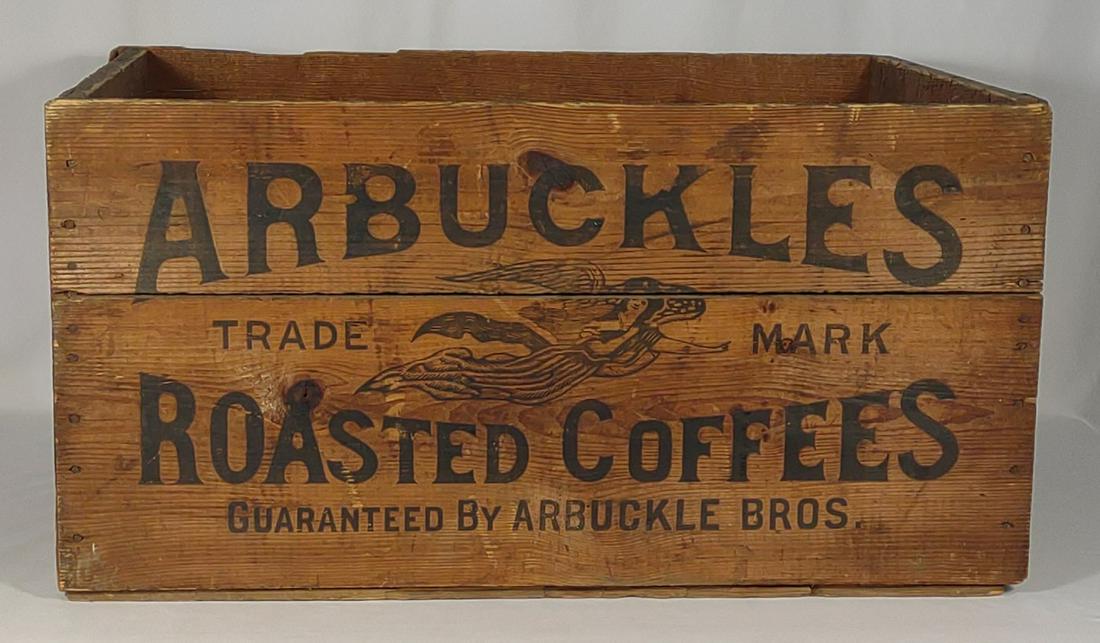 ARBUCKLES
TRADE MARK
ROASTED COFFEES
GUARANTEED BY ARBUCKLE BROS.